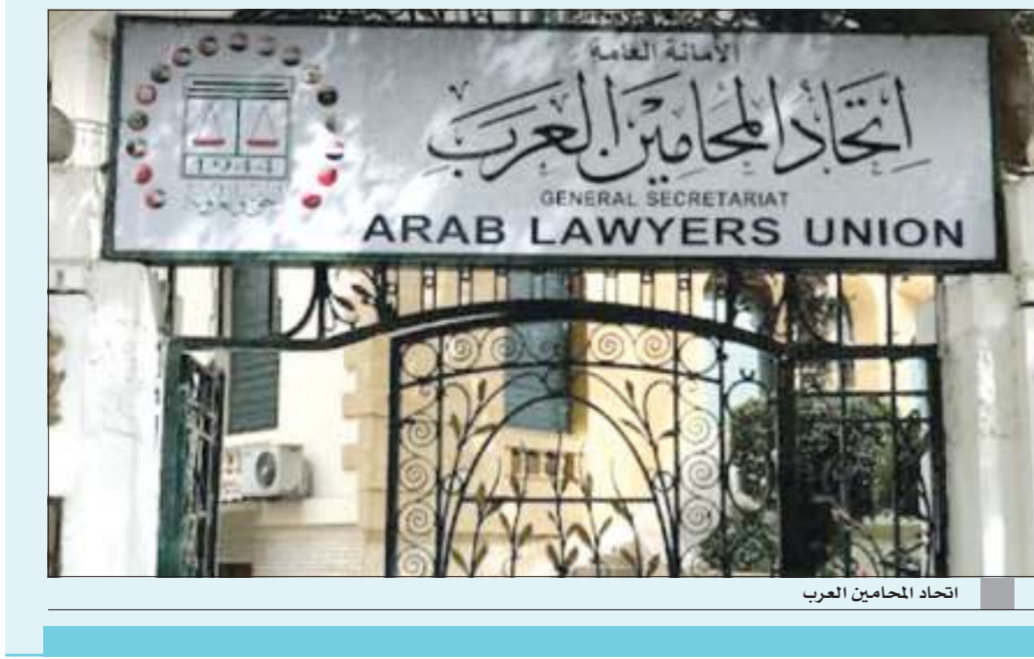 الأمانة العامة
اتحاد المحامين العرب
GENERAL SECRETARIAT
ARAB LAWYERS UNION
1944
اتحاد المحامين العرب